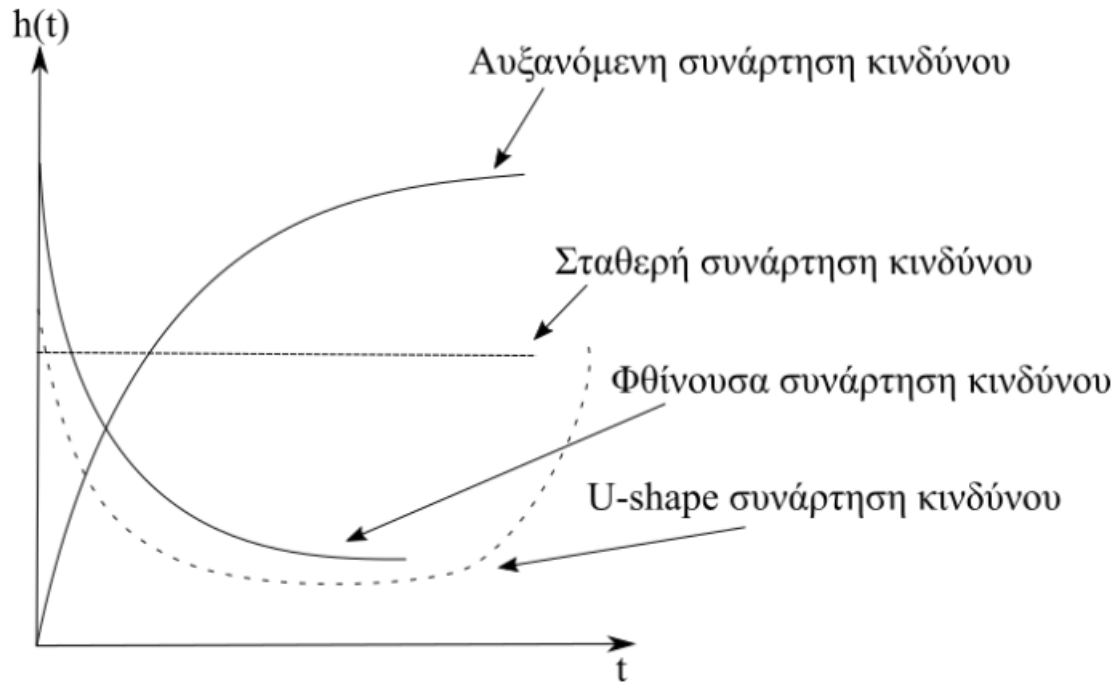 h(t)
Αυξανόμενη συνάρτηση κινδύνου
Σταθερή συνάρτηση κινδύνου
Φθίνουσα συνάρτηση κινδύνου
U-shape συνάρτηση κινδύνου
t